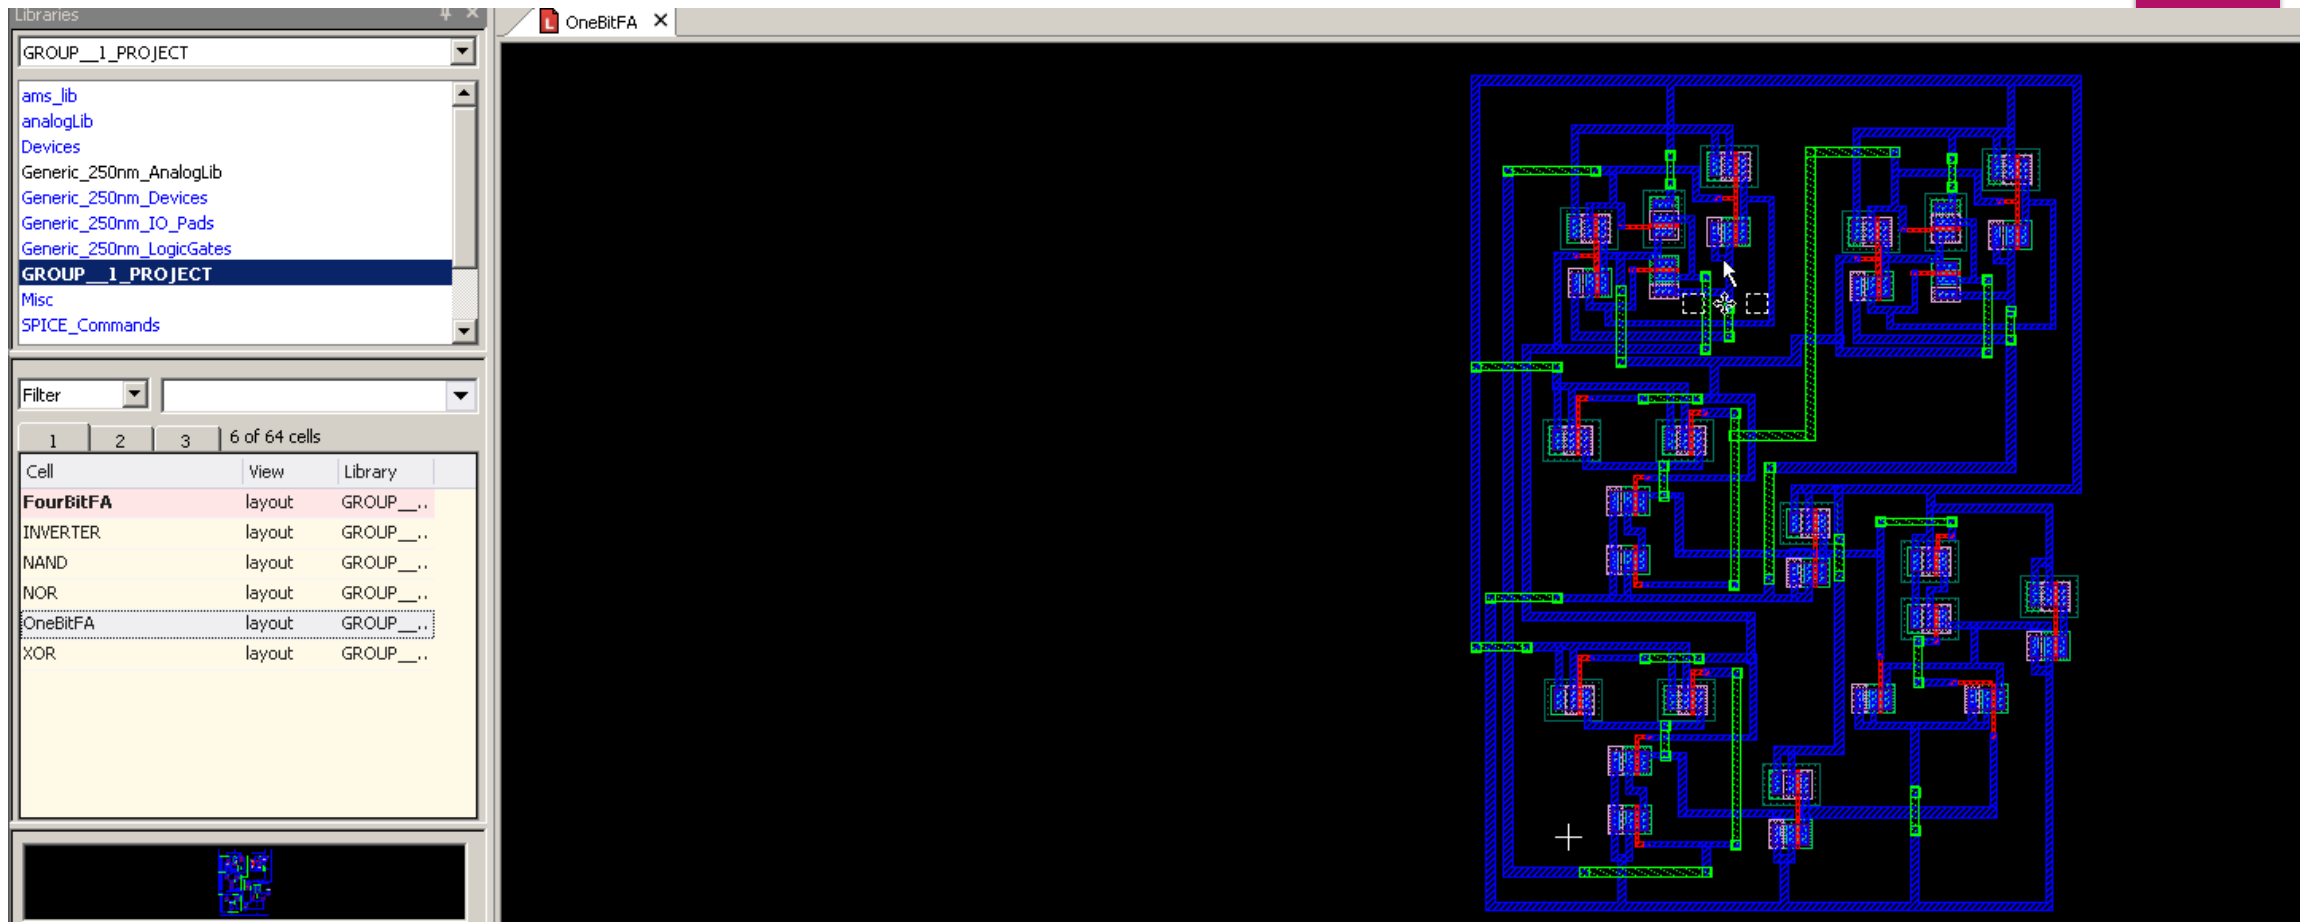 Libraries
OneBitFA
GROUP__1_PROJECT
ams_lib
analogLib
Devices
Generic_250nm_AnalogLib
Generic_250nm_Devices
Generic_250nm_IO_Pads
Generic_250nm_LogicGates
GROUP__1_PROJECT
Misc
SPICE_Commands
Filter
1 2 3 6 of 64 cells
Cell View Library
FourBitFA layout GROUP__..
INVERTER layout GROUP__..
NAND layout GROUP__..
NOR layout GROUP__..
OneBitFA layout GROUP__..
XOR layout GROUP__..